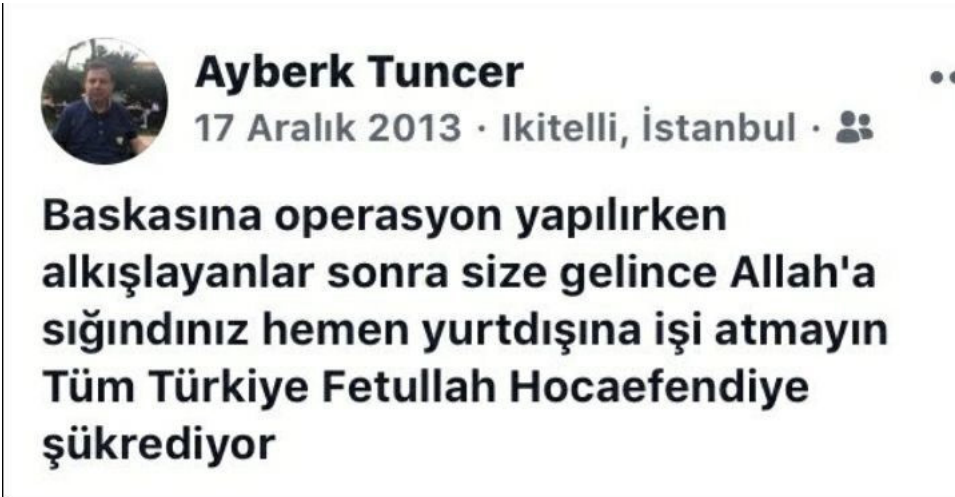 Ayberk Tuncer
17 Aralık 2013 · Ikitelli, İstanbul ·
Baskasına operasyon yapılırken
alkışlayanlar sonra size gelince Allah'a
sığındınız hemen yurtdışına işi atmayın
Tüm Türkiye Fetullah Hocaefendiye
şükrediyor